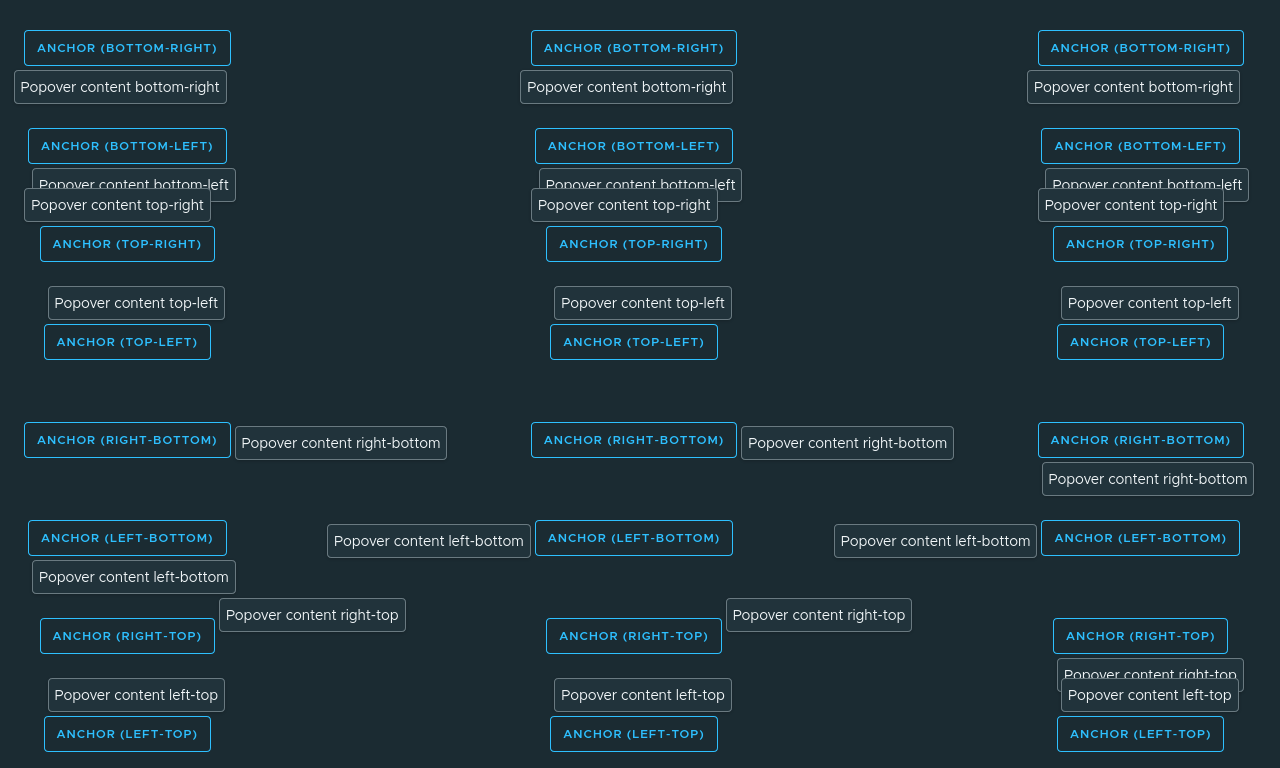 ANCHOR (BOTTOM-RIGHT) ANCHOR (BOTTOM-RIGHT) ANCHOR (BOTTOM-RIGHT)
Popover content bottom-right Popover content bottom-right Popover content bottom-right
ANCHOR (BOTTOM-LEFT) ANCHOR (BOTTOM-LEFT) ANCHOR (BOTTOM-LEFT)
Popover content bottom-left Popover content bottom-left Popover content bottom-left
Popover content top-right Popover content top-right Popover content top-right
ANCHOR (TOP-RIGHT) ANCHOR (TOP-RIGHT) ANCHOR (TOP-RIGHT)
Popover content top-left Popover content top-left Popover content top-left
ANCHOR (TOP-LEFT) ANCHOR (TOP-LEFT) ANCHOR (TOP-LEFT)
ANCHOR (RIGHT-BOTTOM) Popover content right-bottom ANCHOR (RIGHT-BOTTOM) Popover content right-bottom ANCHOR (RIGHT-BOTTOM)
Popover content right-bottom
ANCHOR (LEFT-BOTTOM) Popover content left-bottom ANCHOR (LEFT-BOTTOM) Popover content left-bottom ANCHOR (LEFT-BOTTOM)
Popover content left-bottom
Popover content right-top Popover content right-top
ANCHOR (RIGHT-TOP) ANCHOR (RIGHT-TOP) ANCHOR (RIGHT-TOP)
Popover content right-top
Popover content left-top Popover content left-top Popover content left-top
ANCHOR (LEFT-TOP) ANCHOR (LEFT-TOP) ANCHOR (LEFT-TOP)